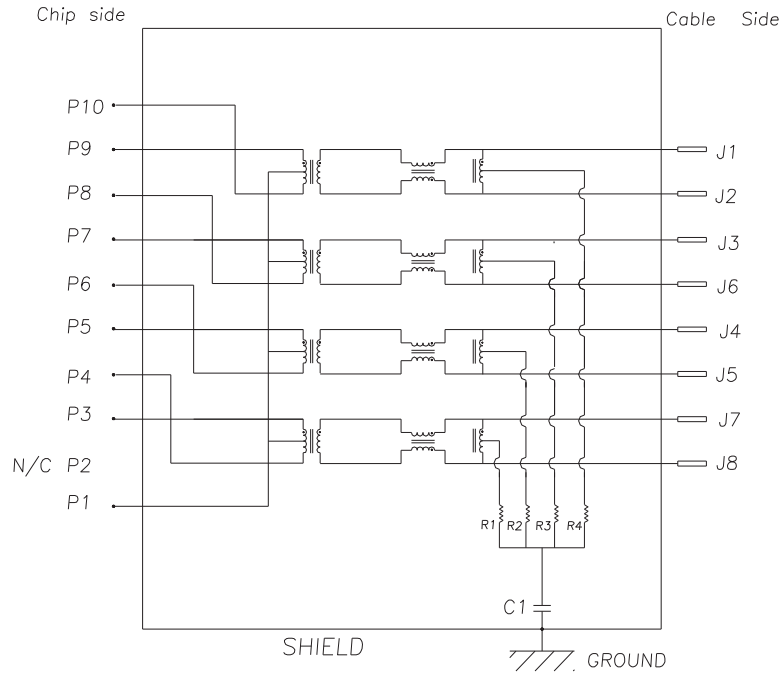 Chip side
Cable Side
P10
P9
P8
P7
P6
P5
P4
P3
N/C P2
P1
J1
J2
J3
J6
J4
J5
J7
J8
R1 R2 R3 R4
C1
SHIELD
GROUND